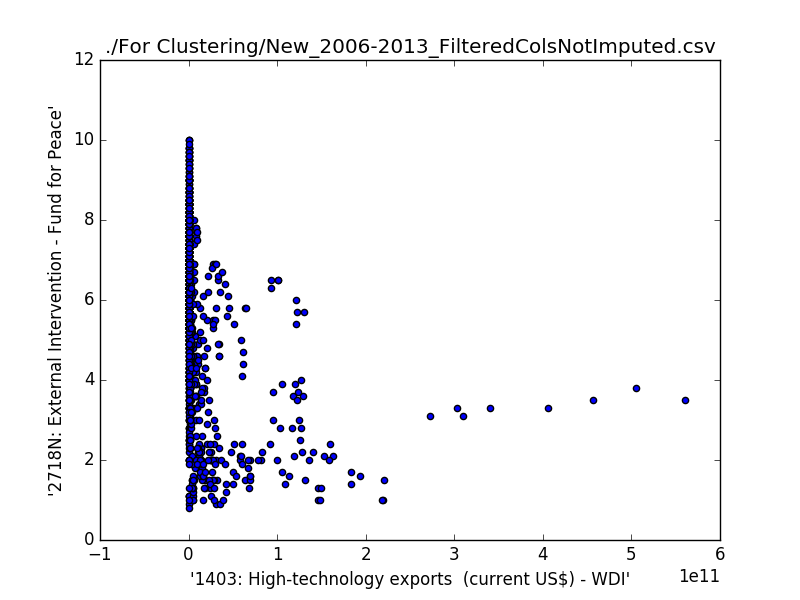 ./For Clustering/New_2006-2013_FilteredColsNotImputed.csv
12
10
8
6
4
2
0
'2718N: External Intervention - Fund for Peace'
−1 0 1 2 3 4 5 6
1e11
'1403: High-technology exports  (current US$) - WDI'